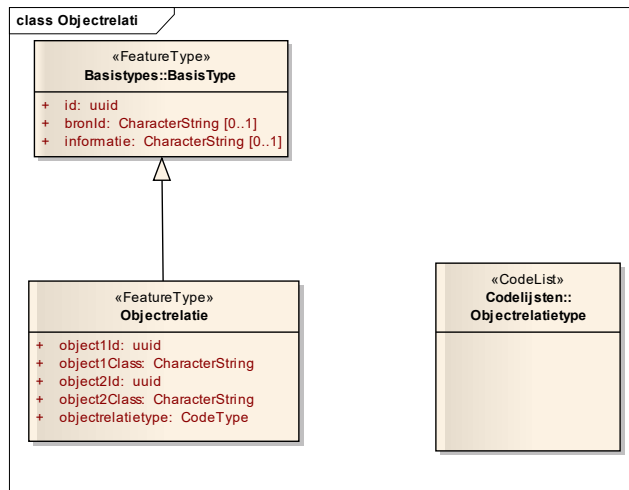 class Objectrelati
«FeatureType»
Basistypes::BasisType
+ id: uuid
+ bronId: CharacterString [0..1]
+ informatie: CharacterString [0..1]
«FeatureType»
Objectrelatie
+ object1Id: uuid
+ object1Class: CharacterString
+ object2Id: uuid
+ object2Class: CharacterString
+ objectrelatietype: CodeType
«CodeList»
Codelijsten::
Objectrelatietype